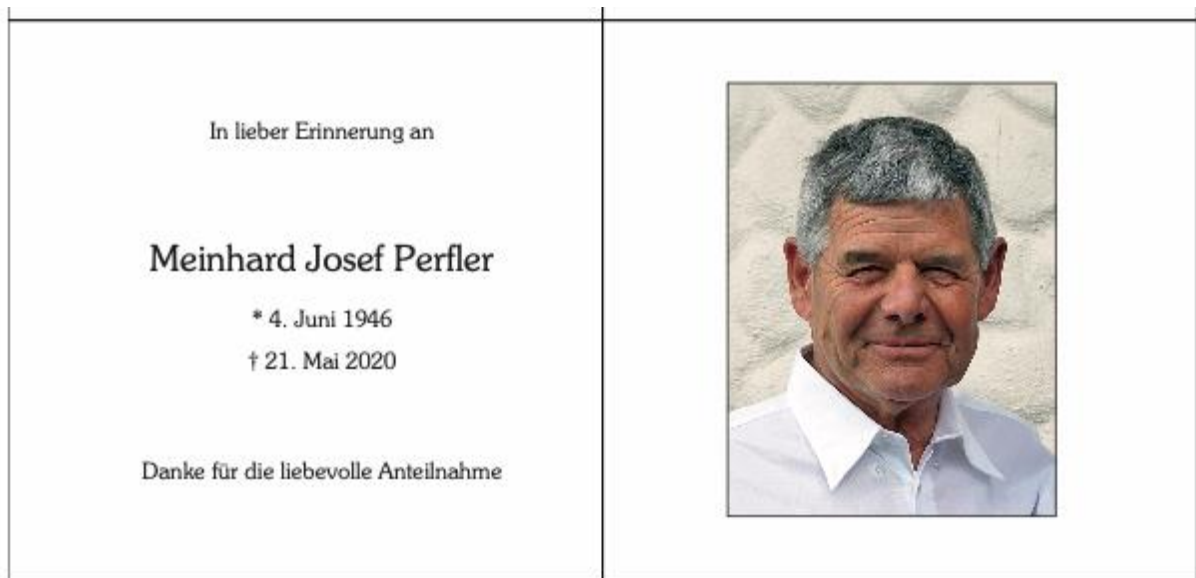 In lieber Erinnerung an
Meinhard Josef Perfler
* 4. Juni 1946
† 21. Mai 2020
Danke für die liebevolle Anteilnahme